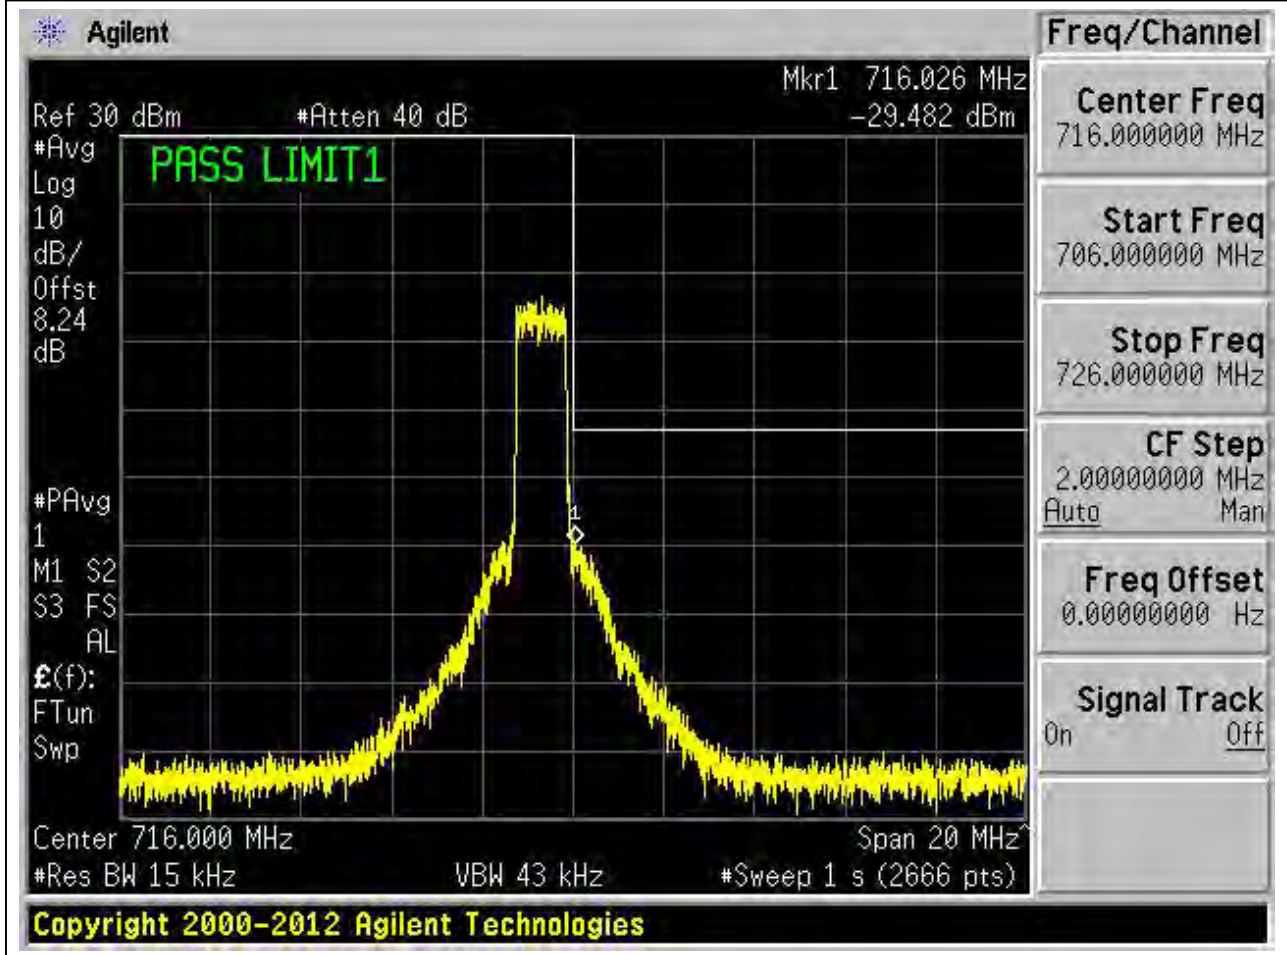 Agilent
Freq/Channel
Mkr1 716.026 MHz
Ref 30 dBm #Atten 40 dB -29.482 dBm
#Avg
Log
10
dB/
Offst
8.24
dB
PASS LIMIT1
#PAvg
1
M1 S2
S3 FS
AL
£(f):
FTun
Swp
1
Center 716.000 MHz Span 20 MHz^
#Res BW 15 kHz VBW 43 kHz #Sweep 1 s (2666 pts)
Copyright 2000-2012 Agilent Technologies
Center Freq
716.000000 MHz
Start Freq
706.000000 MHz
Stop Freq
726.000000 MHz
CF Step
2.00000000 MHz
Auto Man
Freq Offset
0.00000000 Hz
Signal Track
On Off